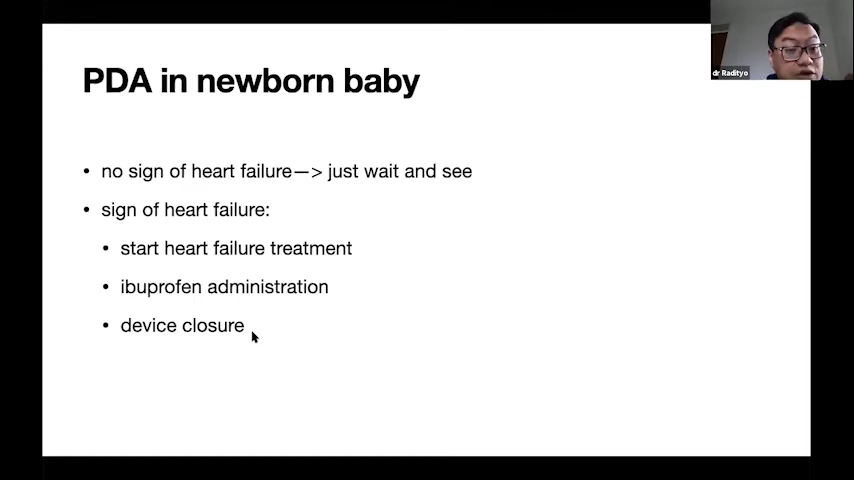 dr Radityo
PDA in newborn baby
• no sign of heart failure—> just wait and see
• sign of heart failure:
• start heart failure treatment
• ibuprofen administration
• device closure